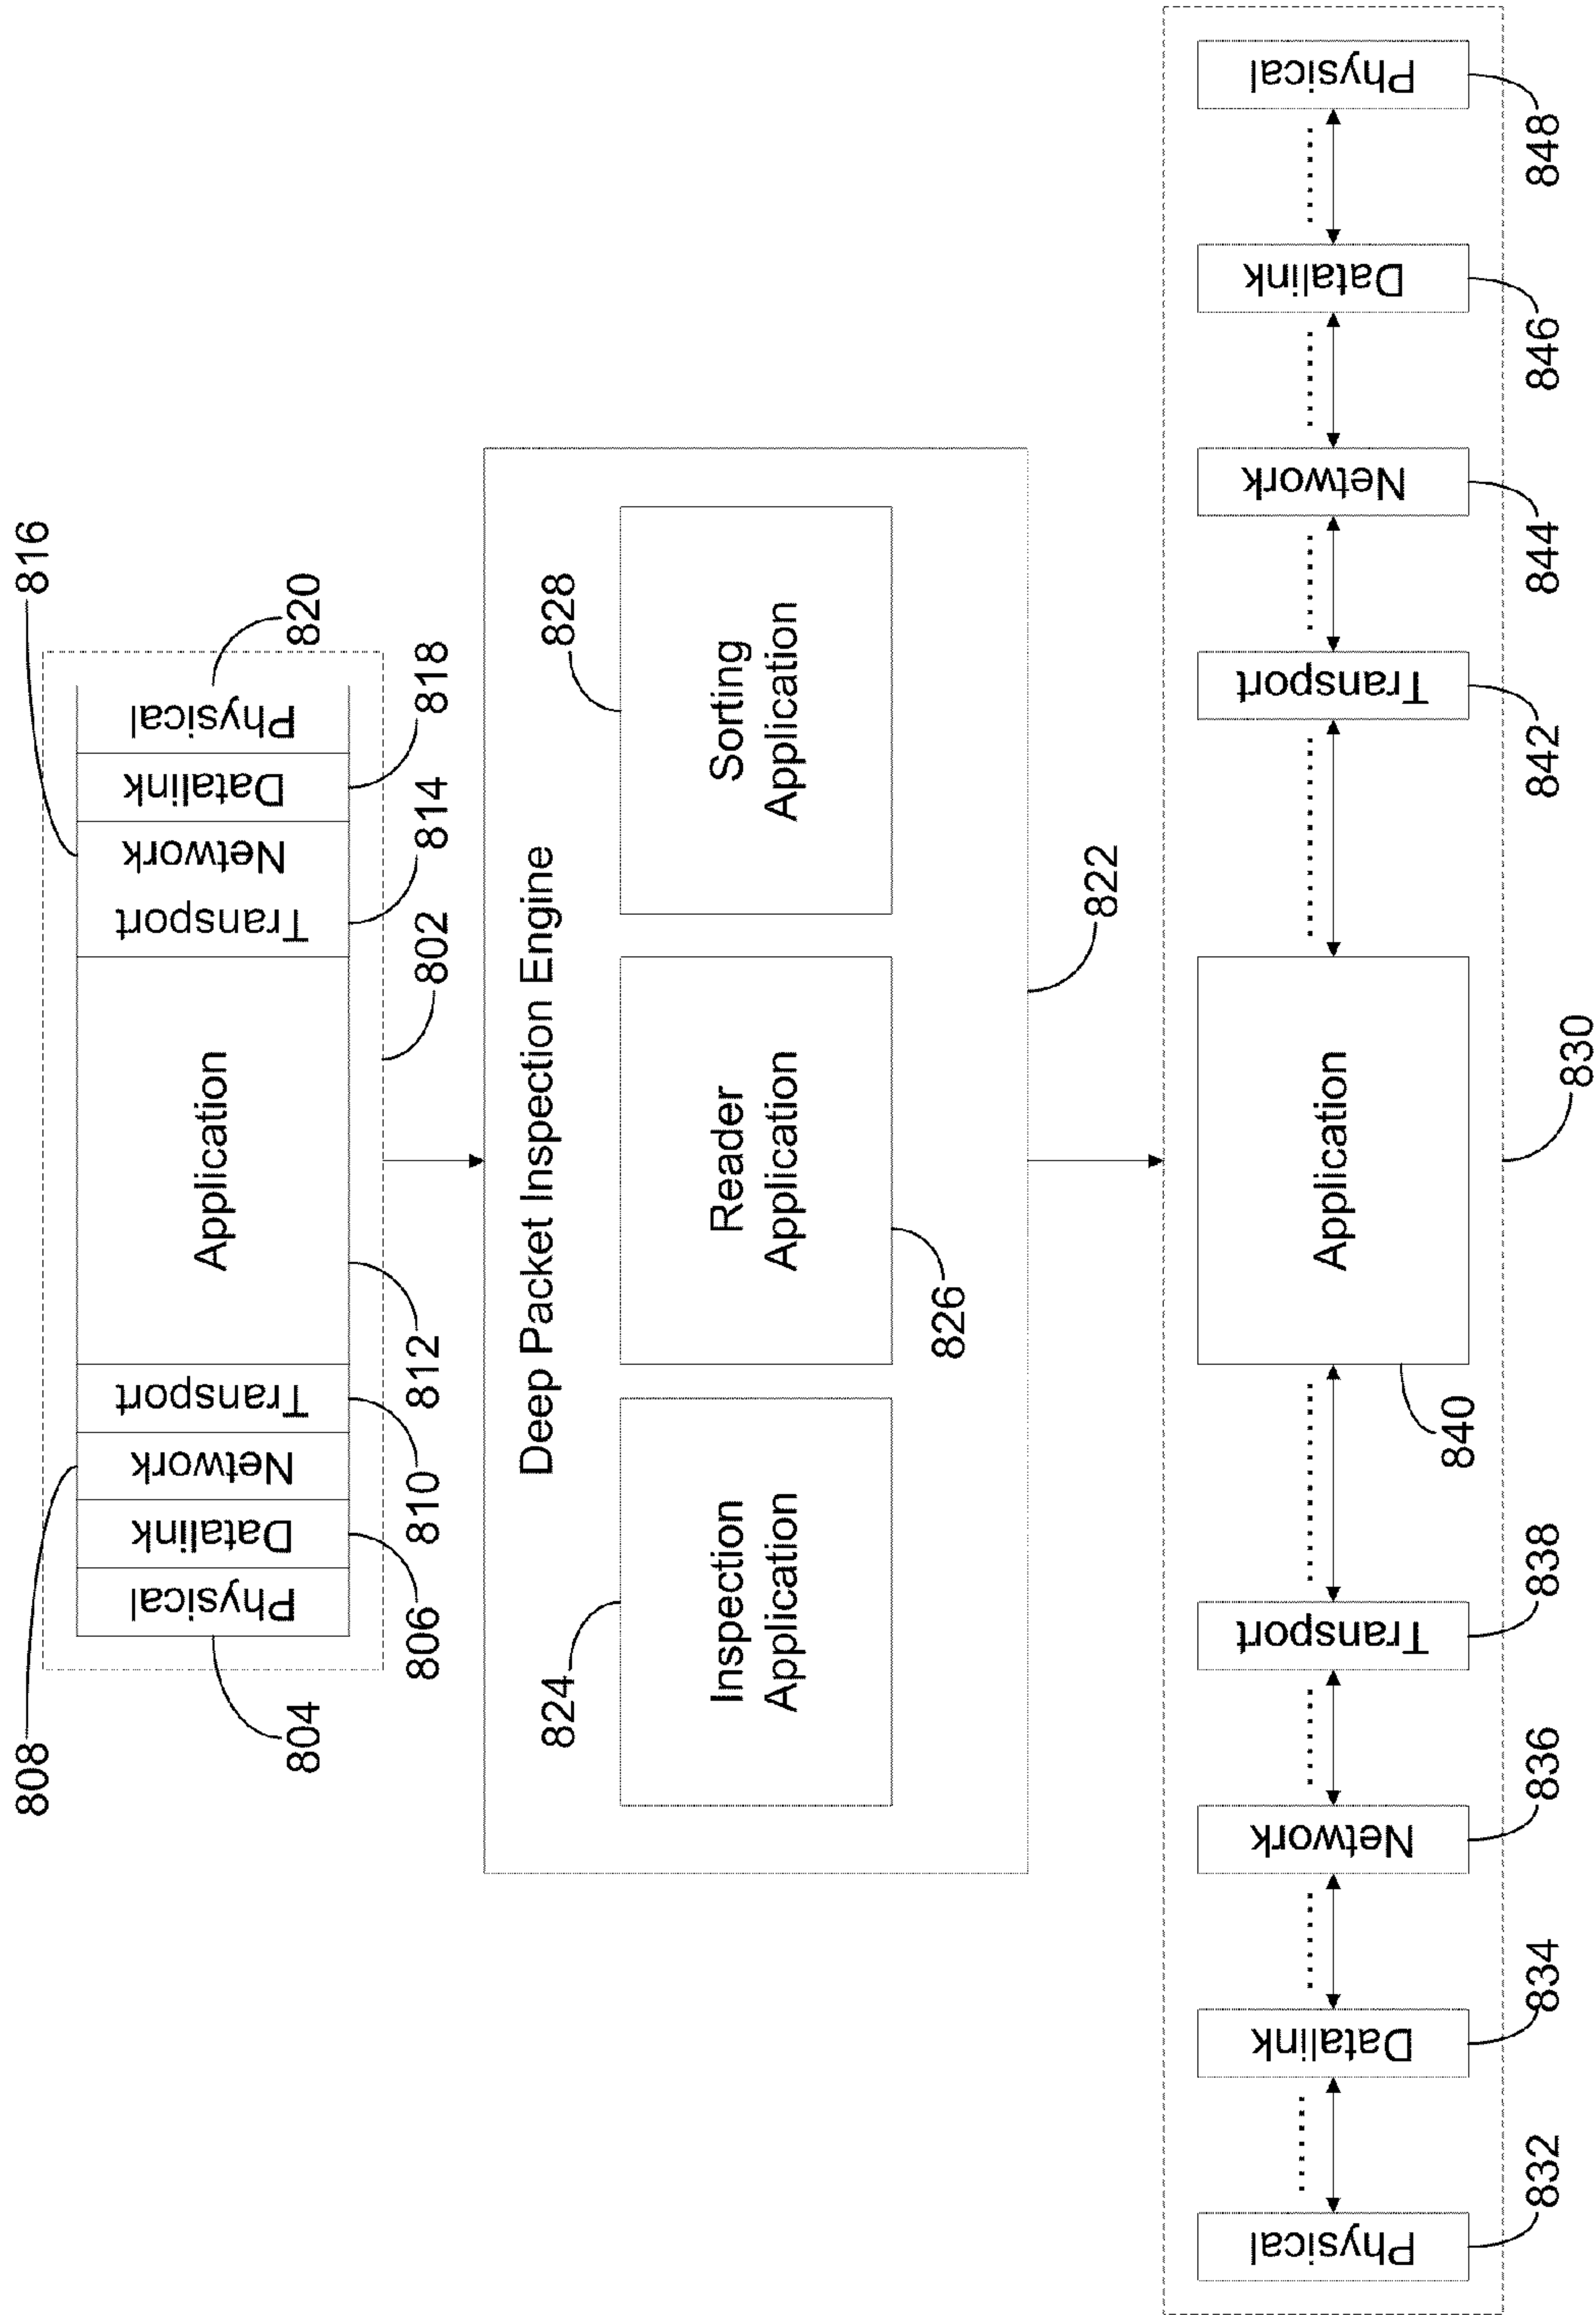 808
816
Physical
Datalink
Network
Transport
Application
Transport
Network
Datalink
Physical
804
820
806
810
812
802
814
818
Deep Packet Inspection Engine
824
828
Inspection
Application
Reader
Application
Sorting
Application
826
822
Physical
Datalink
Network
Transport
Application
Transport
Network
Datalink
Physical
840
832
834
836
838
830
842
844
846
848